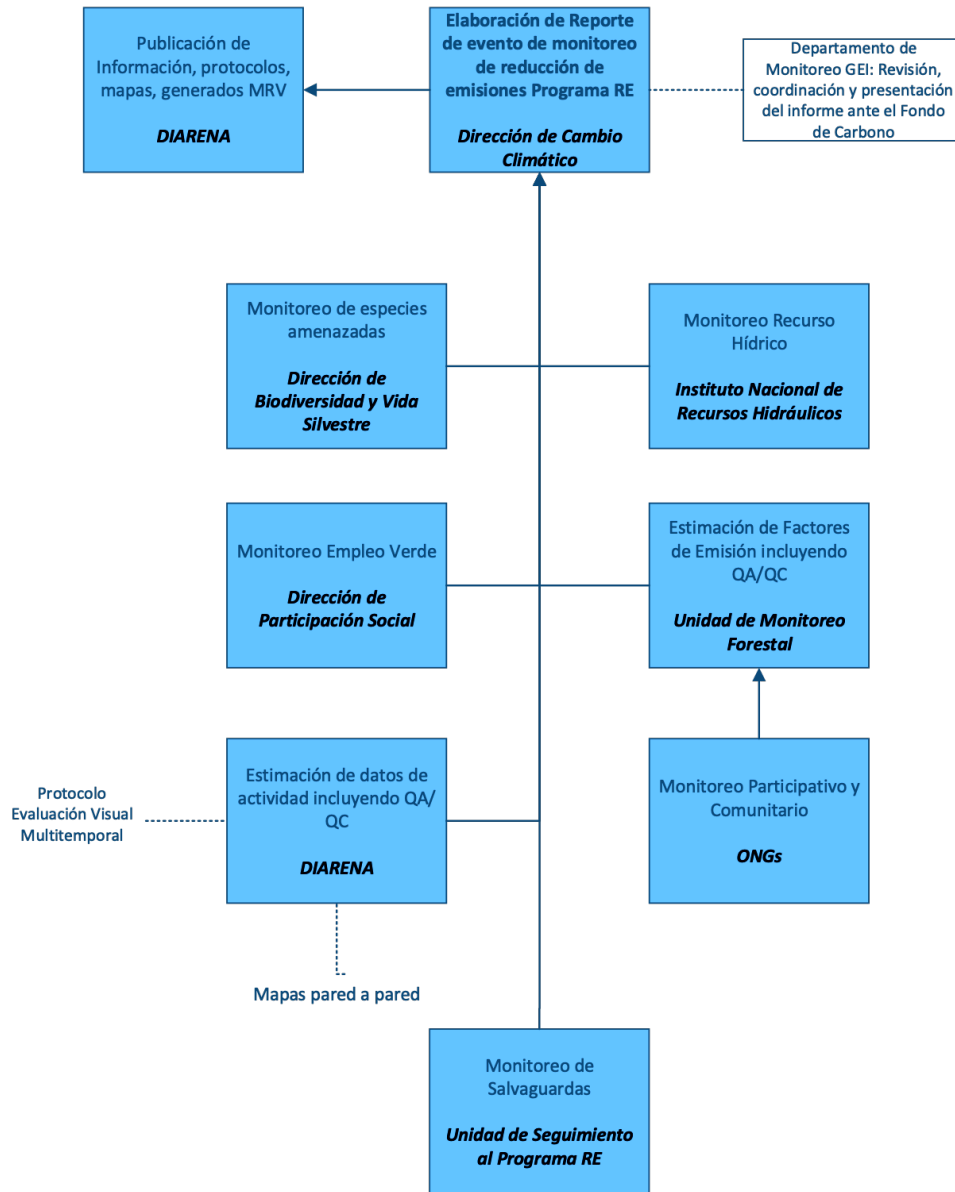 Publicación de
Información, protocolos,
mapas, generados MRV
DIARENA
Elaboración de Reporte
de evento de monitoreo
de reducción de
emisiones Programa RE
Dirección de Cambio
Climático
Departamento de
Monitoreo GEI: Revisión,
coordinación y presentación
del informe ante el Fondo
de Carbono
Monitoreo de especies
amenazadas
Dirección de
Biodiversidad y Vida
Silvestre
Monitoreo Recurso
Hídrico
Instituto Nacional de
Recursos Hidráulicos
Monitoreo Empleo Verde
Dirección de
Participación Social
Estimación de Factores
de Emisión incluyendo
QA/QC
Unidad de Monitoreo
Forestal
Protocolo
Evaluación Visual
Multitemporal
Estimación de datos de
actividad incluyendo QA/
QC
DIARENA
Monitoreo Participativo y
Comunitario
ONGs
Mapas pared a pared
Monitoreo de
Salvaguardas
Unidad de Seguimiento
al Programa RE